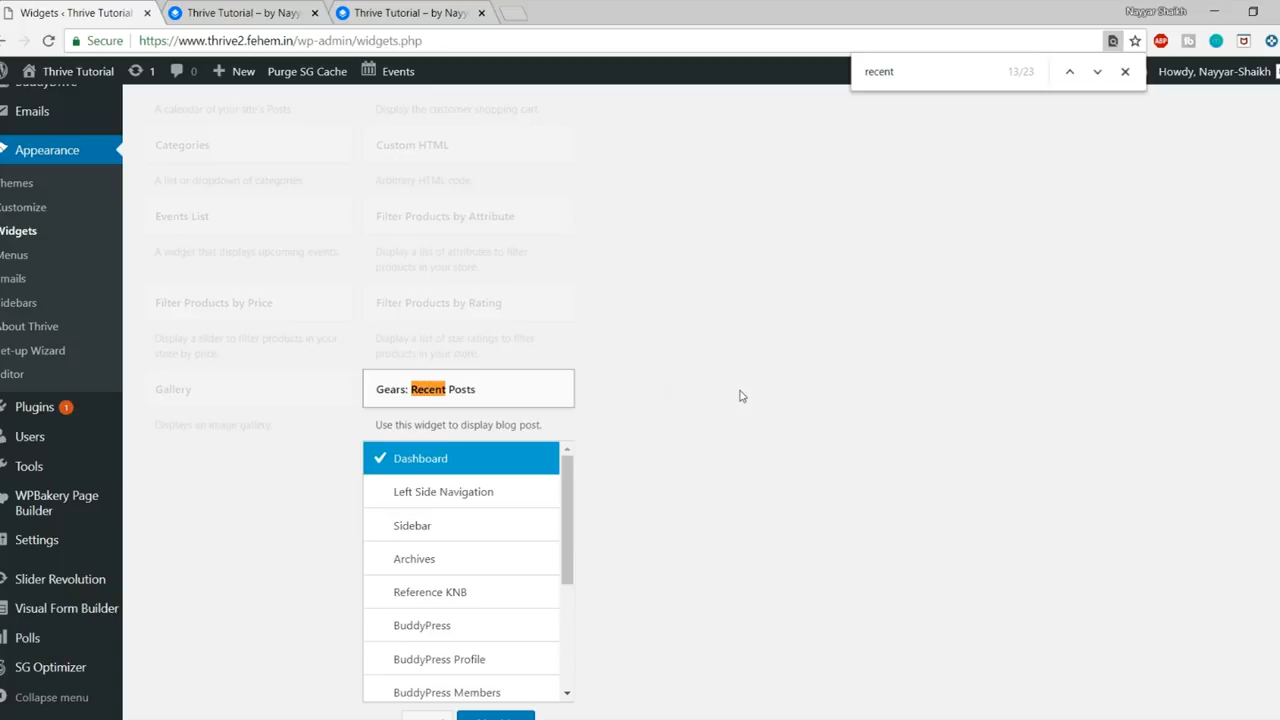 Widgets ‹ Thrive Tutorial
Thrive Tutorial – by Nayy
Thrive Tutorial – by Nayy
Nayyar Shaikh
Secure
https://www.thrive2.fehem.in/wp-admin/widgets.php
ABP
recent
13/23
Thrive Tutorial
1
0
New
Purge SG Cache
Events
Howdy, Nayyar-Shaikh
BuddyDrive
Emails
Appearance
hemes
ustomize
Widgets
Menus
mails
idebars
bout Thrive
et-up Wizard
ditor
Plugins 1
Users
Tools
WPBakery Page
Builder
Settings
Slider Revolution
Visual Form Builder
Polls
SG Optimizer
Collapse menu
A calendar of your site's Posts.
Display the customer shopping cart.
Categories
Custom HTML
A list or dropdown of categories.
Arbitrary HTML code.
Events List
Filter Products by Attribute
A widget that displays upcoming events.
Display a list of attributes to filter
products in your store.
Filter Products by Price
Filter Products by Rating
Display a slider to filter products in your
store by price.
Display a list of star ratings to filter
products in your store.
Gallery
Gears: Recent Posts
Displays an image gallery.
Use this widget to display blog post.
Dashboard
Left Side Navigation
Sidebar
Archives
Reference KNB
BuddyPress
BuddyPress Profile
BuddyPress Members